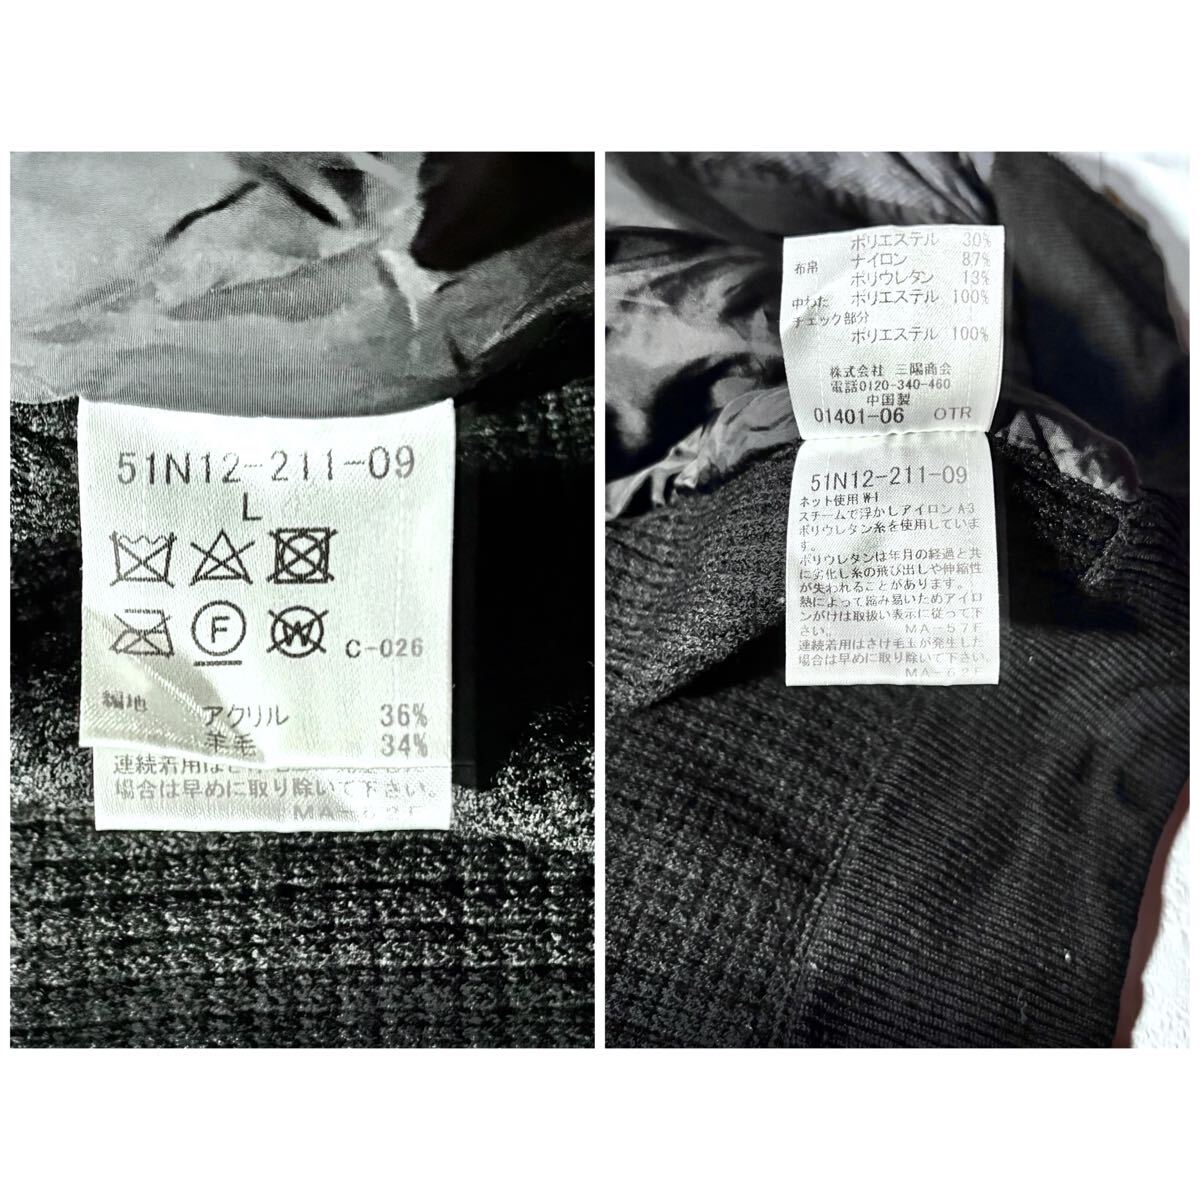 51N12-211-09
L
F
W
C-026
編地
アクリル 36%
羊毛 34%
連続着用は
場合は早めに取り除いて下さい。
MA-62F
ポリエステル 30%
布帛 ナイロン 87%
ポリウレタン 13%
中わた ポリエステル 100%
チェック部分
ポリエステル 100%
株式会社 三陽商会
電話0120-340-460
中国製
01401-06 OTR
51N12-211-09
ネット使用 W-1
スチームで浮かしアイロン A-3
ポリウレタン糸を使用していま
す。
ポリウレタンは年月の経過と共
に劣化し糸の飛び出しや伸縮性
が失われることがあります。
熱によって縮み易いためアイロ
ンがけは取扱い表示に従って下
さい。 MA-57F
連続着用はさけ毛玉が発生した
場合は早めに取り除いて下さい。
MA-62F